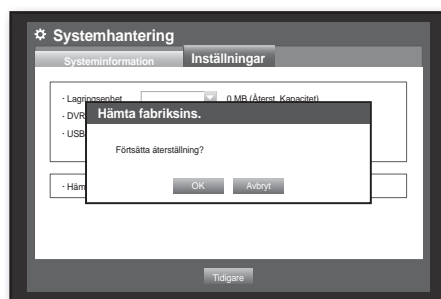 Systemhantering
Systeminformation Inställningar
· Lagringsenhet 0 MB (Återst. Kapacitet)
· DVR
Hämta fabriksins.
· USB
Förtsätta återställning?
· Häm
OK Avbryt
Tidigare